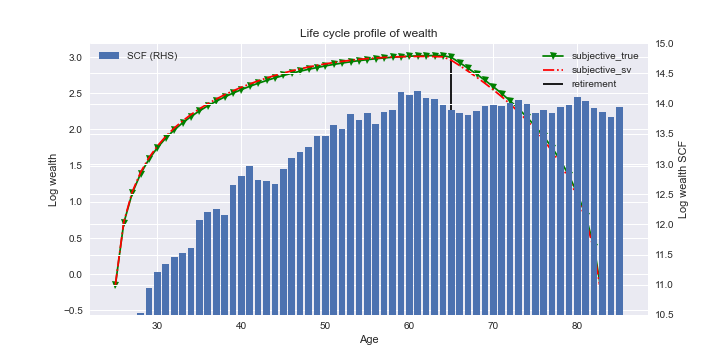 Life cycle profile of wealth
SCF (RHS)
subjective_true
subjective_sv
retirement
Log wealth
3.0
2.5
2.0
1.5
1.0
0.5
0.0
−0.5
15.0
14.5
14.0
13.5
13.0
12.5
12.0
11.5
11.0
10.5
Log wealth SCF
30 40 50 60 70 80
Age